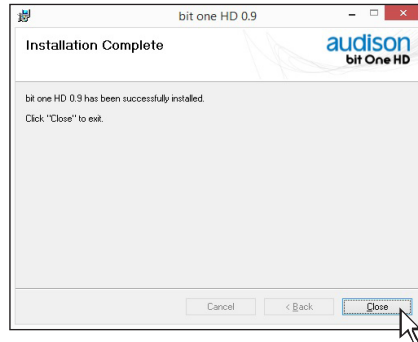 bit one HD 0.9
Installation Complete
audison
bit One HD
bit one HD 0.9 has been successfully installed.
Click "Close" to exit.
Cancel
< Back
Close